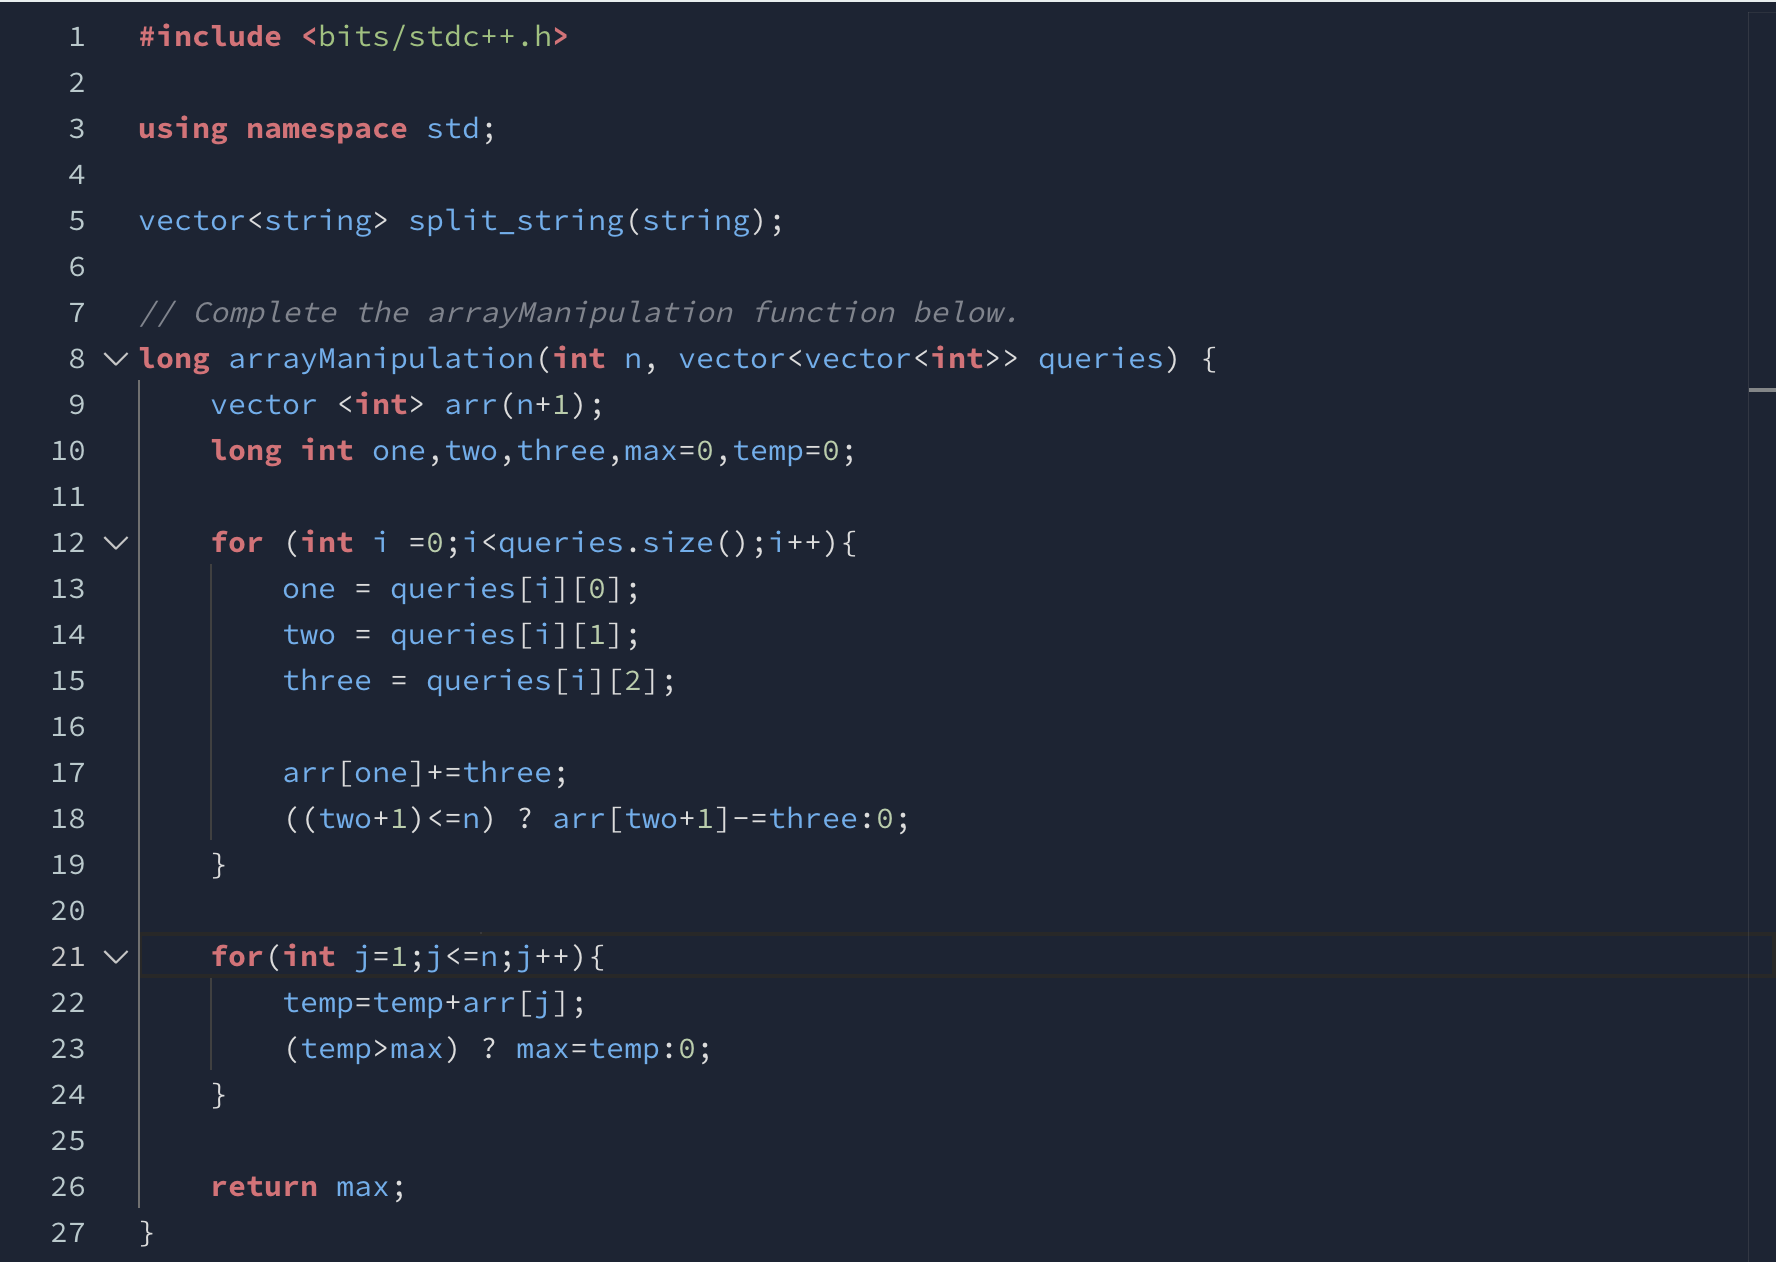 1 #include <bits/stdc++.h>
2
3 using namespace std;
4
5 vector<string> split_string(string);
6
7 // Complete the arrayManipulation function below.
8 long arrayManipulation(int n, vector<vector<int>> queries) {
9     vector <int> arr(n+1);
10     long int one,two,three,max=0,temp=0;
11
12     for (int i =0;i<queries.size();i++){
13         one = queries[i][0];
14         two = queries[i][1];
15         three = queries[i][2];
16
17         arr[one]+=three;
18         ((two+1)<=n) ? arr[two+1]-=three:0;
19     }
20
21     for(int j=1;j<=n;j++){
22         temp=temp+arr[j];
23         (temp>max) ? max=temp:0;
24     }
25
26     return max;
27 }